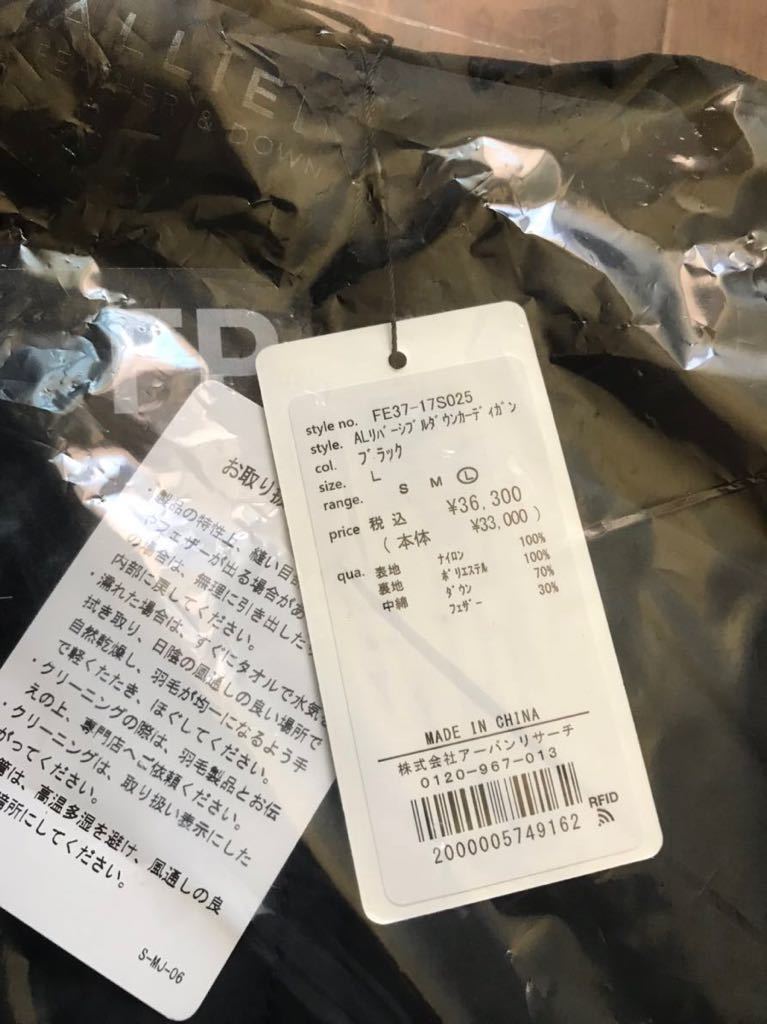 ALLIED
FEATHER & DOWN
FP
style no. FE37-17S025
style. ALリバーシブルダウンカーディガン
col. ブラック
size. L
range. S M L
price 税込 ¥36,300
(本体 ¥33,000)
qua. 表地 ナイロン 100%
裏地 ポリエステル 100%
中綿 ダウン 70%
フェザー 30%
MADE IN CHINA
株式会社アーバンリサーチ
0120-967-013
RFID
2000005749162
お取り扱
・製品の特性上、縫い目
やフェザーが出る場合があ
の場合は、無理に引き出した
内部に戻してください。
・濡れた場合は、すぐにタオルで水気を
拭き取り、日陰の風通しの良い場所で
自然乾燥し、羽毛が均一になるよう手
で軽くたたき、ほぐしてください。
・クリーニングの際は、羽毛製品とお伝
えの上、専門店へご依頼ください。
・クリーニングは、取り扱い表示にした
がってください。
管は、高温多湿を避け、風通しの良
暗所にしてください。
S-MJ-06